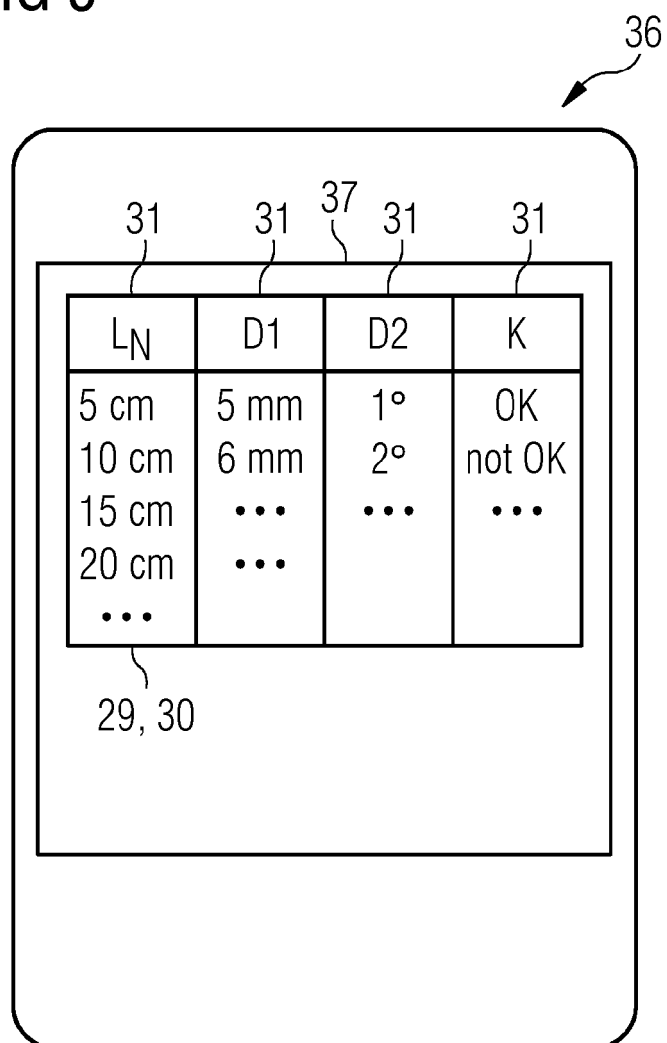 36
31 31 37 31 31
L_N D1 D2 K
5 cm 5 mm 1° OK
10 cm 6 mm 2° not OK
15 cm ... ... ...
20 cm ...
...
29, 30